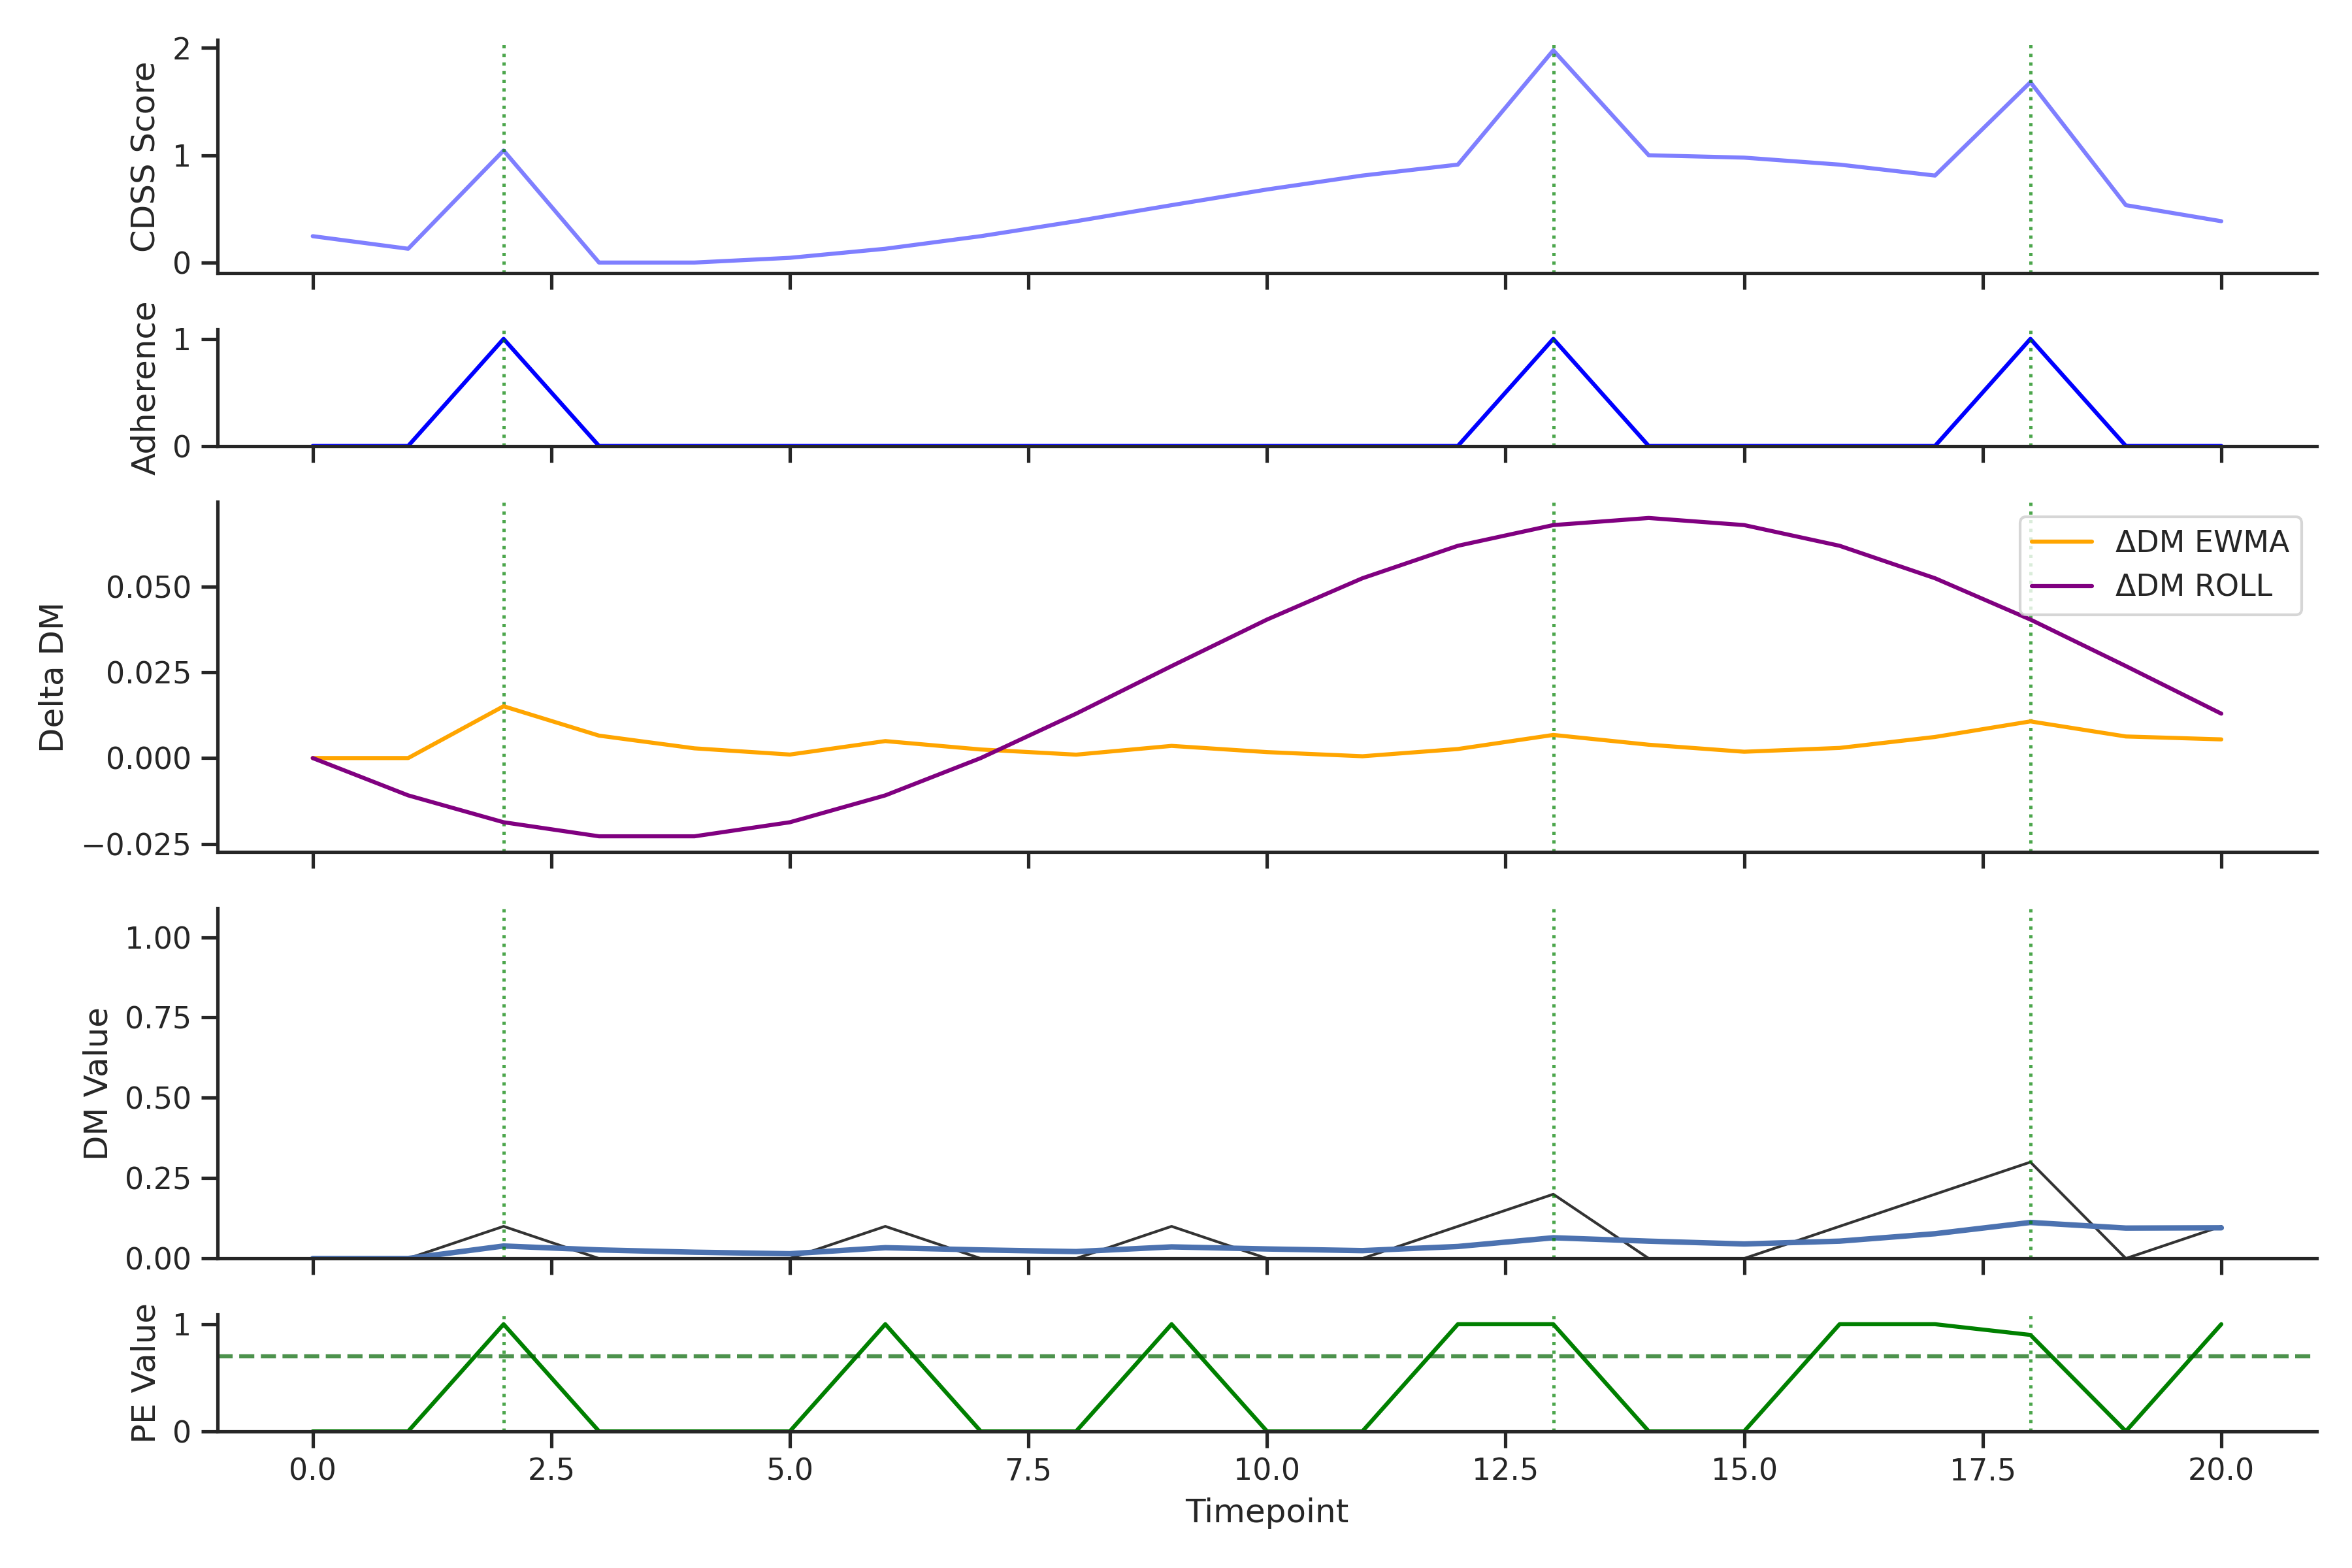 CDSS Score
2
1
0
Adherence
1
0
Delta DM
0.050
0.025
0.000
−0.025
ΔDM EWMA
ΔDM ROLL
DM Value
1.00
0.75
0.50
0.25
0.00
PE Value
1
0
0.0 2.5 5.0 7.5 10.0 12.5 15.0 17.5 20.0
Timepoint